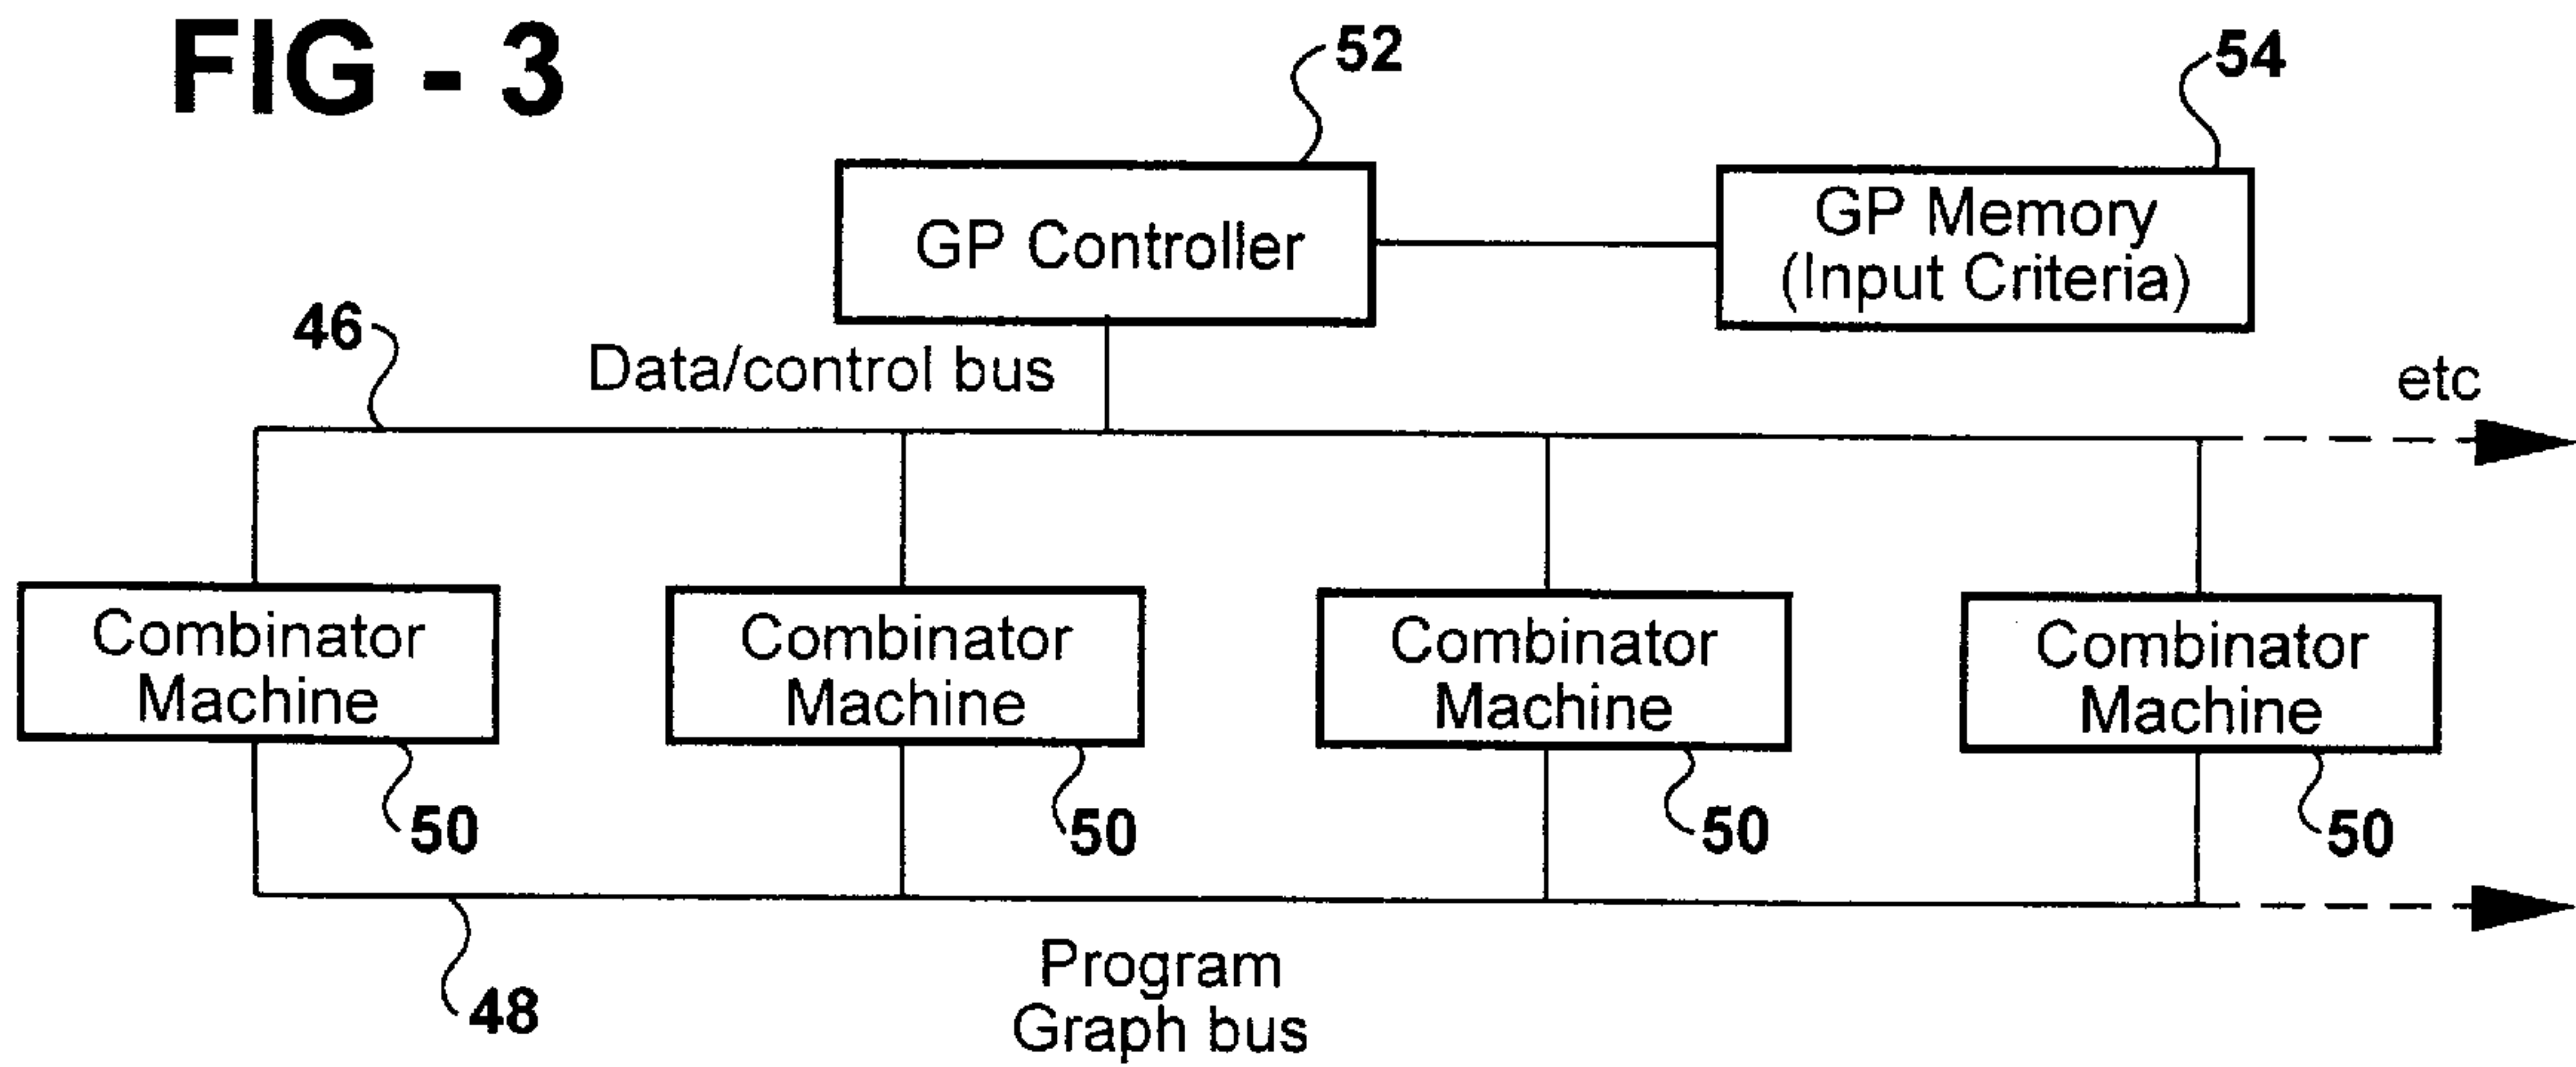 FIG - 3
52
54
GP Controller
GP Memory
(Input Criteria)
46
Data/control bus
etc
Combinator
Machine
Combinator
Machine
Combinator
Machine
Combinator
Machine
50
50
50
50
48
Program
Graph bus